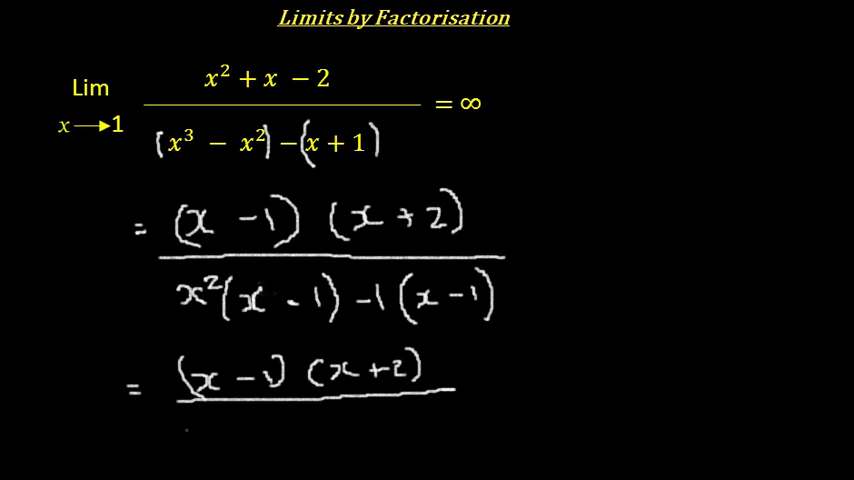 Limits by Factorisation
Lim x² + x − 2
x⟶1 (x³ − x²) −(x + 1) = ∞
= (x − 1) (x + 2)
x²(x - 1) − 1 (x − 1)
= (x − 1) (x + 2)